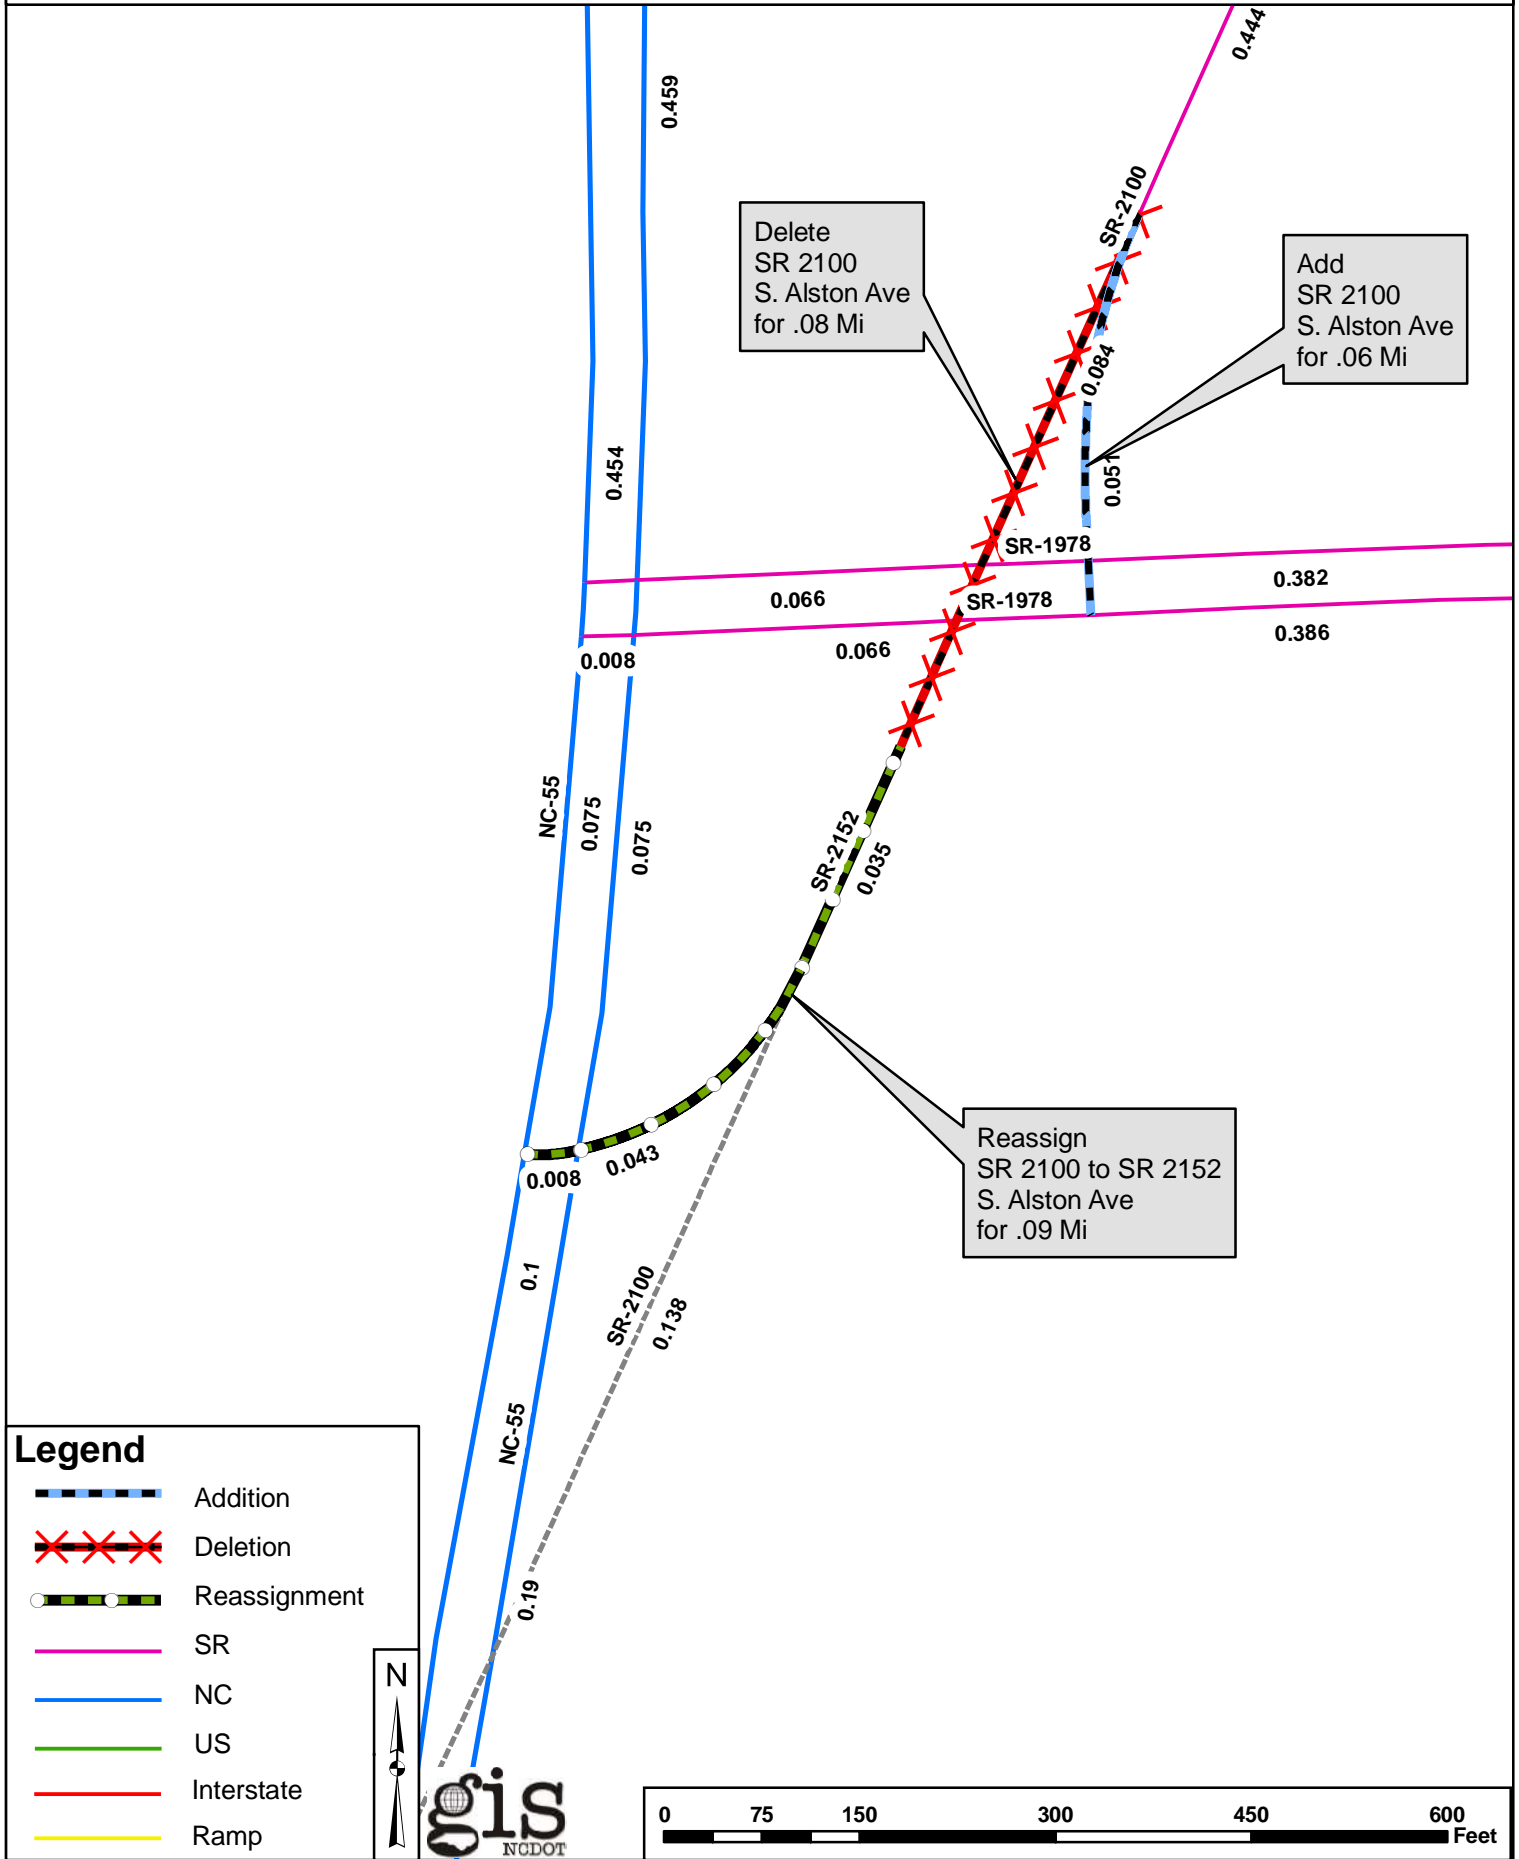 0.444
0.459
SR-2100
Delete
SR 2100
S. Alston Ave
for .08 Mi
Add
SR 2100
S. Alston Ave
for .06 Mi
0.084
0.454
0.051
SR-1978
0.382
0.066
SR-1978
0.386
0.066
0.008
NC-55
0.075
0.075
SR-2152
0.035
0.008
0.043
Reassign
SR 2100 to SR 2152
S. Alston Ave
for .09 Mi
0.1
SR-2100
0.138
NC-55
0.19
Legend
Addition
Deletion
Reassignment
SR
NC
US
Interstate
Ramp
N
gis
NCDOT
0 75 150 300 450 600
Feet